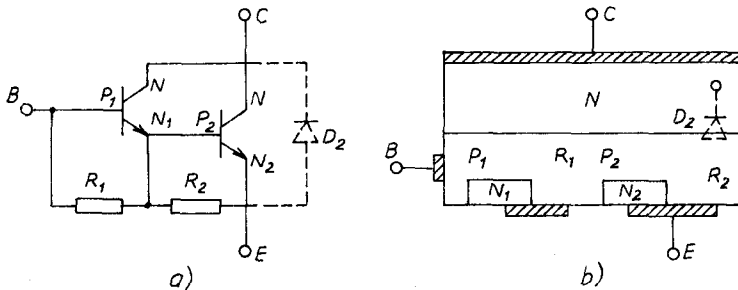 C
B
P₁
N
N
N₁
P₂
D₂
N₂
R₁
R₂
E
a)
C
N
D₂
B
P₁
R₁
P₂
R₂
N₁
N₂
E
b)